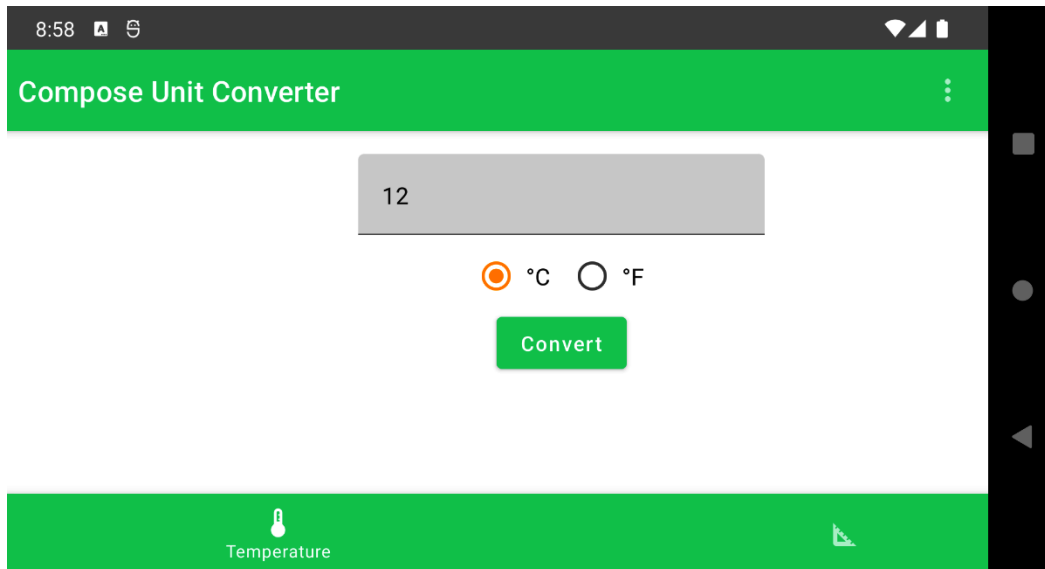 8:58
Compose Unit Converter
12
°C °F
Convert
Temperature